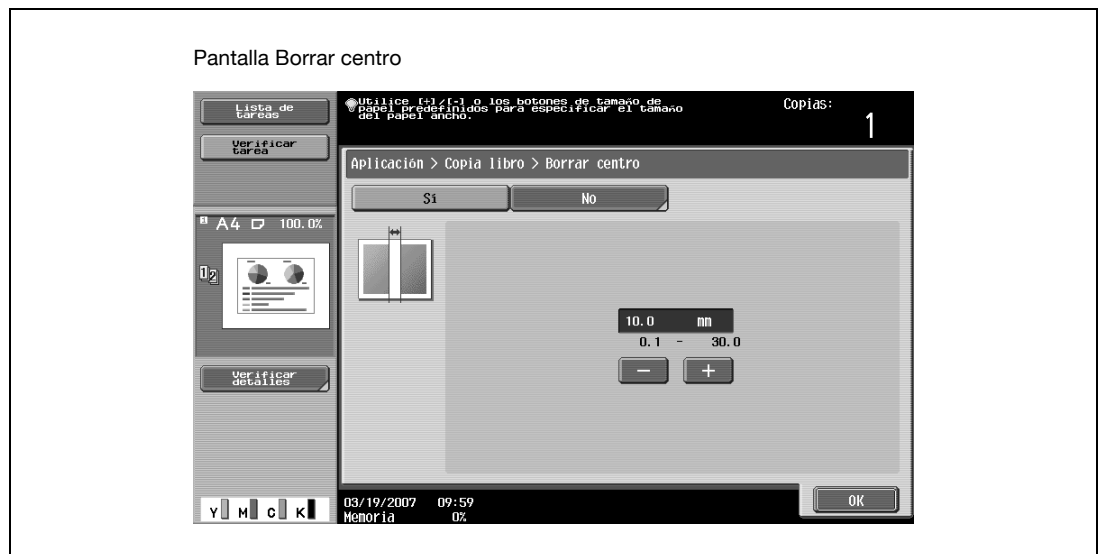 Pantalla Borrar centro
Lista de
tareas
Verificar
tarea
Utilice [+]/[-] o los botones de tamaño de
papel predefinidos para especificar el tamaño
del papel ancho.
Copias:
1
Aplicación > Copia libro > Borrar centro
Sí
No
A4 100.0%
12
10.0 mm
0.1 - 30.0
− +
Verificar
detalles
Y M C K
03/19/2007 09:59
Memoria 0%
OK